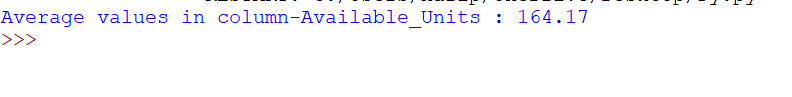 Average values in column-Available_Units : 164.17
>>>